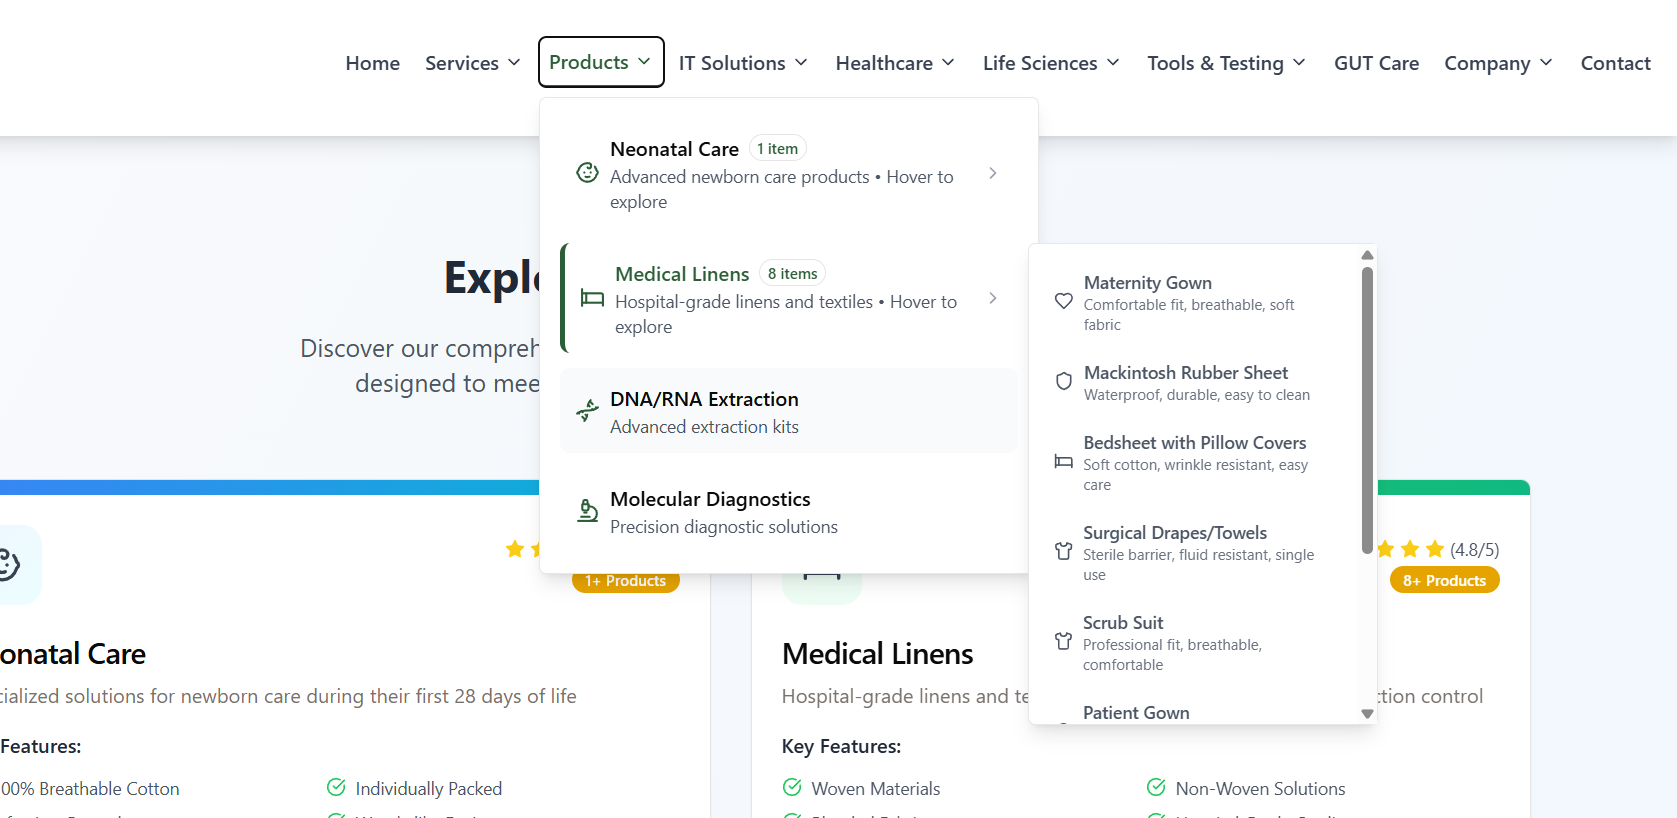 Home Services Products IT Solutions Healthcare Life Sciences Tools & Testing GUT Care Company Contact
Neonatal Care 1 item
Advanced newborn care products • Hover to
explore
Medical Linens 8 items
Hospital-grade linens and textiles • Hover to
explore
DNA/RNA Extraction
Advanced extraction kits
Molecular Diagnostics
Precision diagnostic solutions
Maternity Gown
Comfortable fit, breathable, soft
fabric
Mackintosh Rubber Sheet
Waterproof, durable, easy to clean
Bedsheet with Pillow Covers
Soft cotton, wrinkle resistant, easy
care
Surgical Drapes/Towels
Sterile barrier, fluid resistant, single
use
Scrub Suit
Professional fit, breathable,
comfortable
Patient Gown
Discover our
designed to
1+ Products
onatal Care
cialized solutions for newborn care during their first 28 days of life
Features:
00% Breathable Cotton
Individually Packed
(4.8/5)
8+ Products
Medical Linens
Hospital-grade linens and
ction control
Key Features:
Woven Materials
Non-Woven Solutions